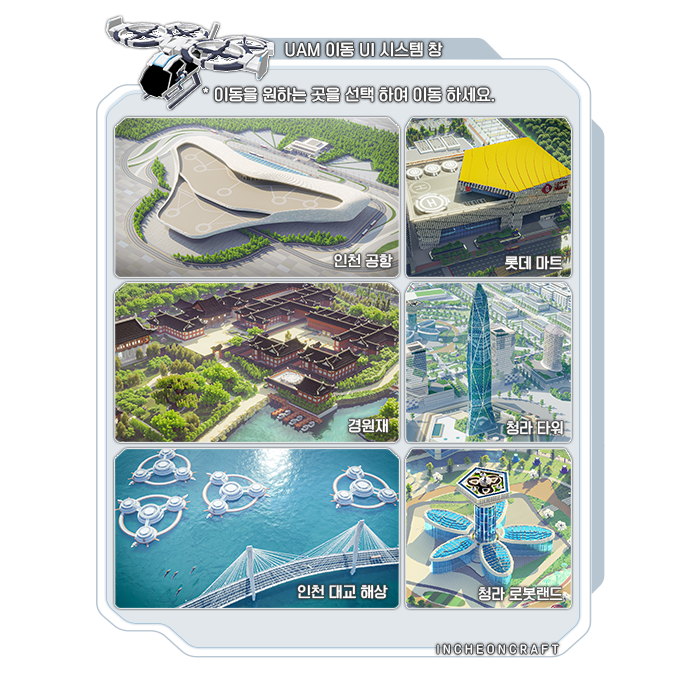 UAM 이동 UI 시스템 창
* 이동을 원하는 곳을 선택 하여 이동 하세요.
인천 공항
롯데 마트
경원재
청라 타워
인천 대교 해상
청라 로봇랜드
INCHEONCRAFT